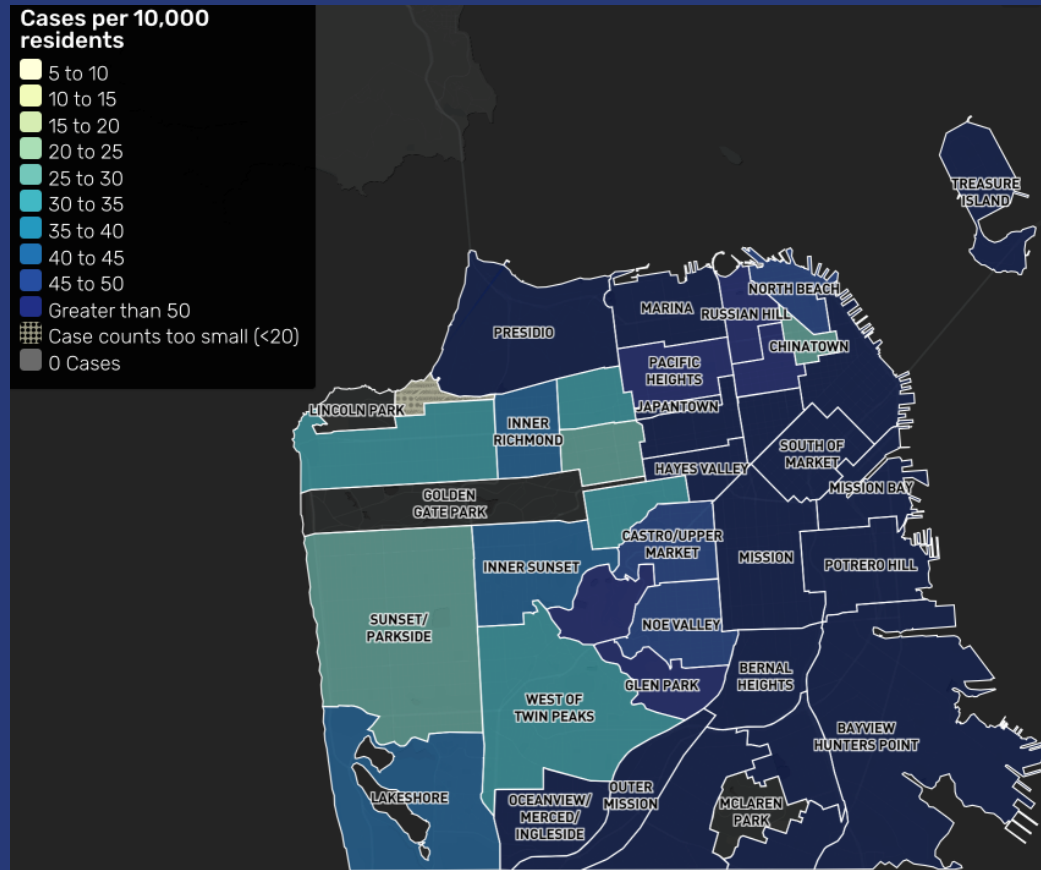 Cases per 10,000
residents
5 to 10
10 to 15
15 to 20
20 to 25
25 to 30
30 to 35
35 to 40
40 to 45
45 to 50
Greater than 50
Case counts too small (<20)
0 Cases
TREASURE
ISLAND
NORTH BEACH
MARINA
RUSSIAN HILL
PRESIDIO
CHINATOWN
PACIFIC
HEIGHTS
JAPANTOWN
LINCOLN PARK
INNER
RICHMOND
SOUTH OF
MARKET
HAYES VALLEY
MISSION BAY
GOLDEN
GATE PARK
CASTRO/UPPER
MARKET
MISSION
POTRERO HILL
INNER SUNSET
SUNSET/
PARKSIDE
NOE VALLEY
BERNAL
HEIGHTS
GLEN PARK
WEST OF
TWIN PEAKS
BAYVIEW
HUNTERS POINT
LAKESHORE
OCEANVIEW/
MERCED/
INGLESIDE
OUTER
MISSION
MCLAREN
PARK